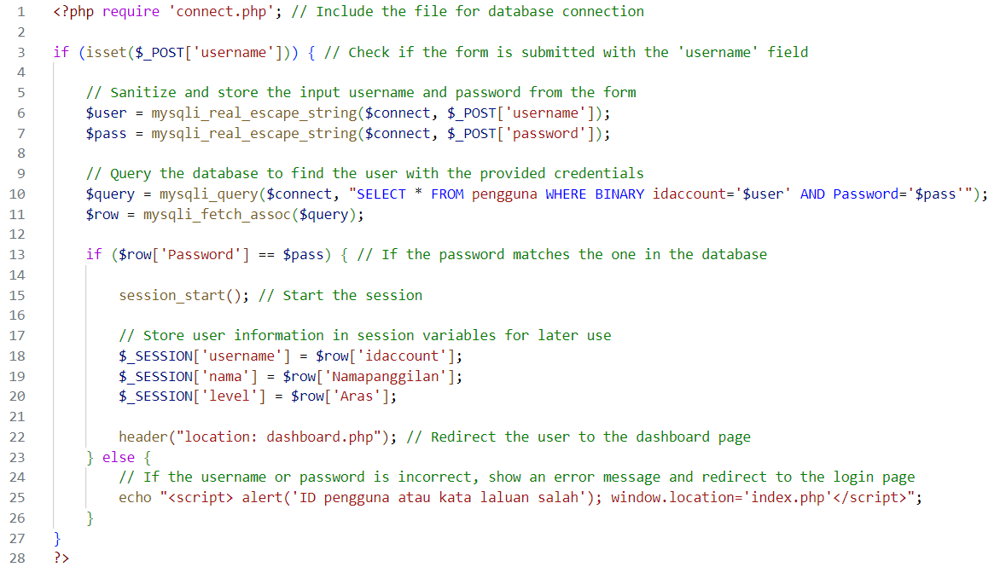 1 <?php require 'connect.php'; // Include the file for database connection
2
3 if (isset($_POST['username'])) { // Check if the form is submitted with the 'username' field
4
5     // Sanitize and store the input username and password from the form
6     $user = mysqli_real_escape_string($connect, $_POST['username']);
7     $pass = mysqli_real_escape_string($connect, $_POST['password']);
8
9     // Query the database to find the user with the provided credentials
10     $query = mysqli_query($connect, "SELECT * FROM pengguna WHERE BINARY idaccount='$user' AND Password='$pass'");
11     $row = mysqli_fetch_assoc($query);
12
13     if ($row['Password'] == $pass) { // If the password matches the one in the database
14
15         session_start(); // Start the session
16
17         // Store user information in session variables for later use
18         $_SESSION['username'] = $row['idaccount'];
19         $_SESSION['nama'] = $row['Namapanggilan'];
20         $_SESSION['level'] = $row['Aras'];
21
22         header("location: dashboard.php"); // Redirect the user to the dashboard page
23     } else {
24         // If the username or password is incorrect, show an error message and redirect to the login page
25         echo "<script> alert('ID pengguna atau kata laluan salah'); window.location='index.php'</script>";
26     }
27 }
28 ?>